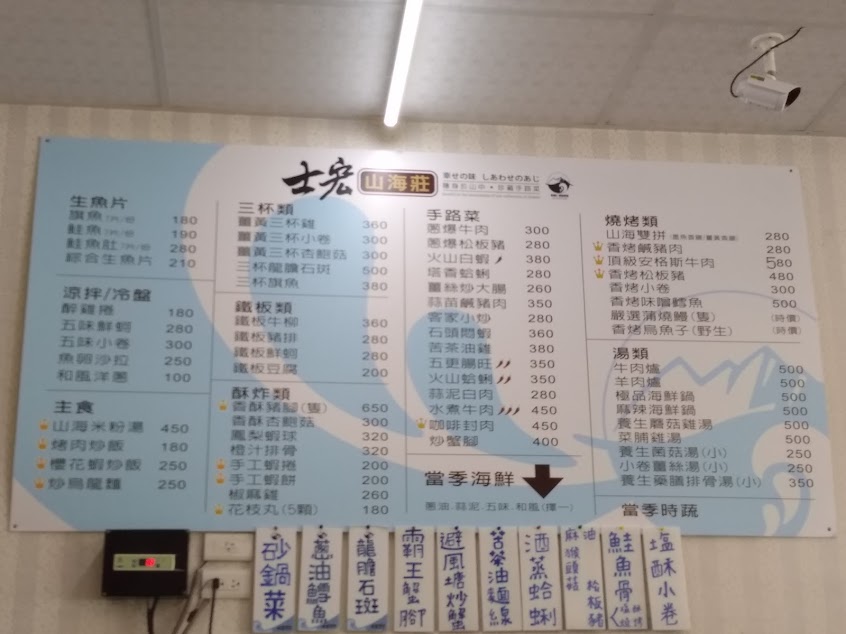 士宏 山海莊
幸せの味 しあわせのあじ
生魚片
旗魚 180
鮭魚 190
鮭魚肚 280
綜合生魚片 210
涼拌/冷盤
醉雞捲 180
五味鮮蚵 280
五味小卷 300
魚卵沙拉 250
和風洋蔥 100
主食
山海米粉湯 450
烤肉炒飯 180
櫻花蝦炒飯 250
炒烏龍麵 250
三杯類
薑黃三杯雞 360
薑黃三杯小卷 300
薑黃三杯杏鮑菇 300
三杯龍膽石斑 500
三杯旗魚 380
鐵板類
鐵板牛柳 360
鐵板豬排 280
鐵板鮮蚵 280
鐵板豆腐 200
酥炸類
香酥豬腳(隻) 650
香酥杏鮑菇 300
鳳梨蝦球 320
橙汁排骨 320
手工蝦捲 200
手工蝦餅 200
椒麻雞 260
花枝丸(5顆) 180
手路菜
蔥爆牛肉 300
蔥爆松板豬 280
火山白蝦 380
塔香蛤蜊 280
薑絲炒大腸 260
蒜苗鹹豬肉 350
客家小炒 280
石頭悶蝦 360
苦茶油雞 380
五更腸旺 350
火山蛤蜊 350
蒜泥白肉 280
水煮牛肉 450
咖啡封肉 450
炒蟹腳 400
當季海鮮
蔥油.蒜泥.五味.和風(擇一)
燒烤類
山海雙拼 280
香烤鹹豬肉 280
頂級安格斯牛肉 580
香烤松板豬 480
香烤小卷 300
香烤味噌鱈魚 500
嚴選蒲燒鰻(隻) (時價)
香烤烏魚子(野生) (時價)
湯類
牛肉爐 500
羊肉爐 500
極品海鮮鍋 500
麻辣海鮮鍋 500
養生蘑菇雞湯 500
菜脯雞湯 500
養生菌菇湯(小) 250
小卷薑絲湯(小) 250
養生藥膳排骨湯(小) 350
當季時蔬
砂鍋菜
蔥油鱘魚
龍膽石斑
霸王蟹腳
避風塘炒蟹
苦茶油麵線
酒蒸蛤蜊
麻油猴頭菇
松板豬
鮭魚骨
塩酥小卷